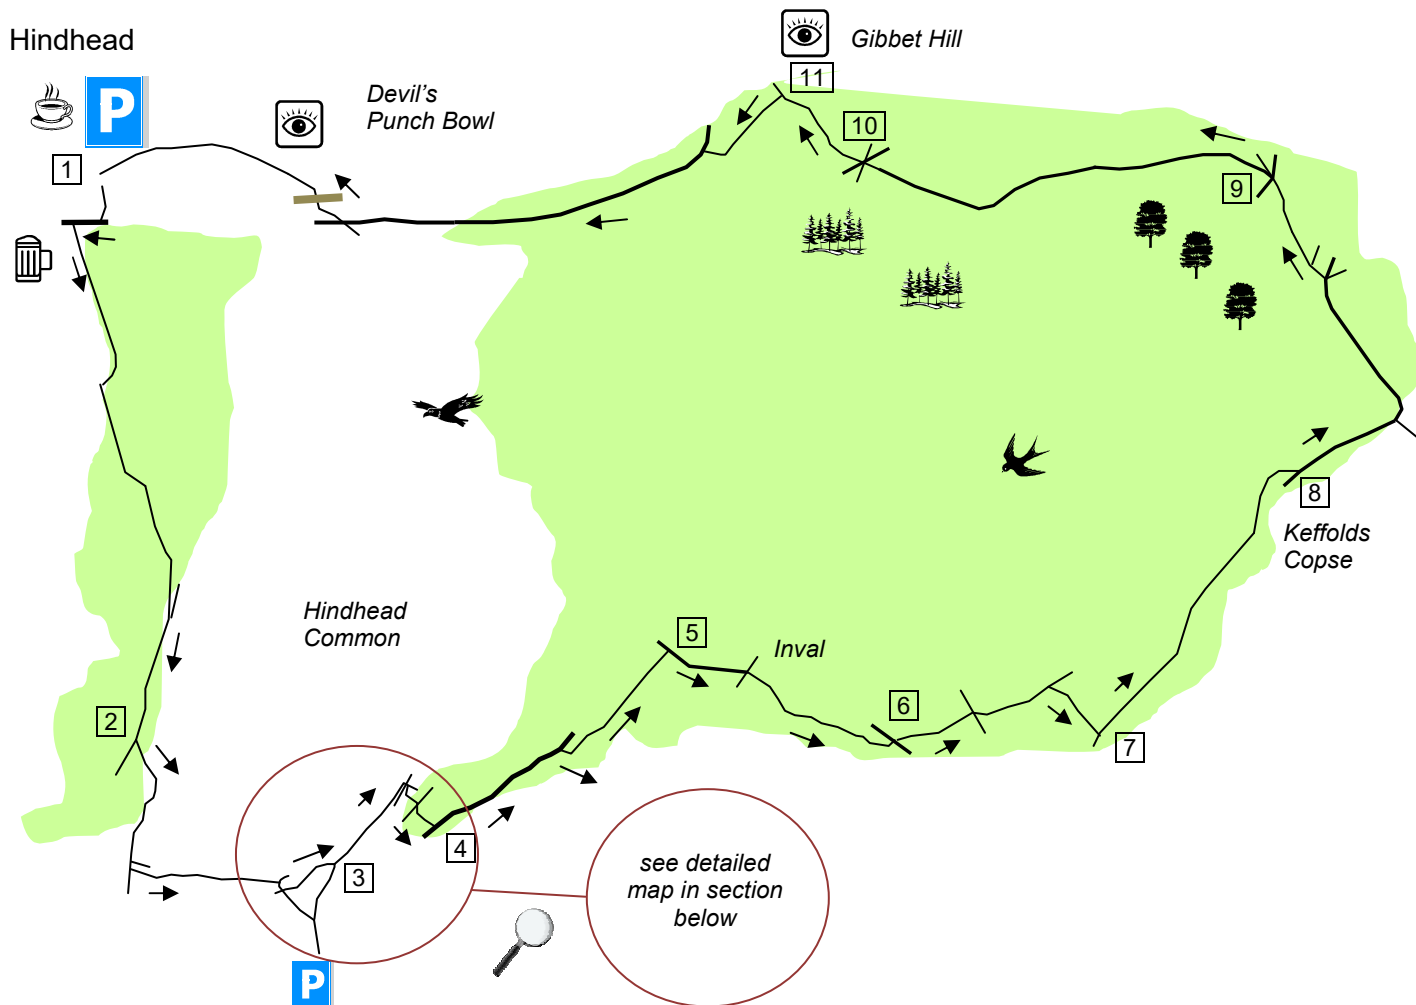 Hindhead
Gibbet Hill
11
P
Devil's
Punch Bowl
10
1
9
8
Keffolds
Copse
Hindhead
Common
5
Inval
2
6
7
4
3
see detailed
map in section
below
P